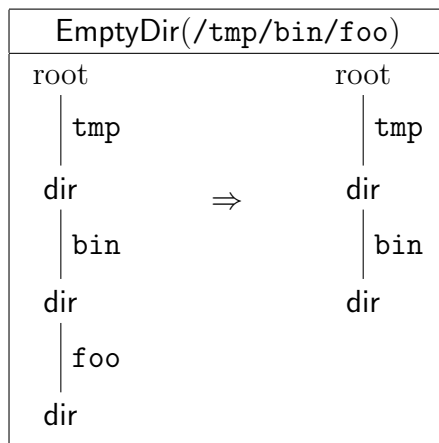 EmptyDir(/tmp/bin/foo)
root root
tmp tmp
dir ⇒ dir
bin bin
dir dir
foo
dir